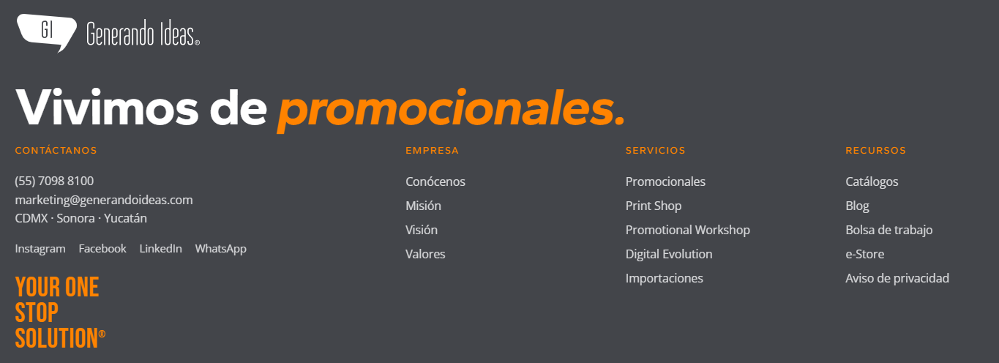 GI Generando Ideas®
Vivimos de promocionales.
CONTÁCTANOS
(55) 7098 8100
marketing@generandoideas.com
CDMX · Sonora · Yucatán
Instagram Facebook LinkedIn WhatsApp
YOUR ONE
STOP
SOLUTION®
EMPRESA
Conócenos
Misión
Visión
Valores
SERVICIOS
Promocionales
Print Shop
Promotional Workshop
Digital Evolution
Importaciones
RECURSOS
Catálogos
Blog
Bolsa de trabajo
e-Store
Aviso de privacidad